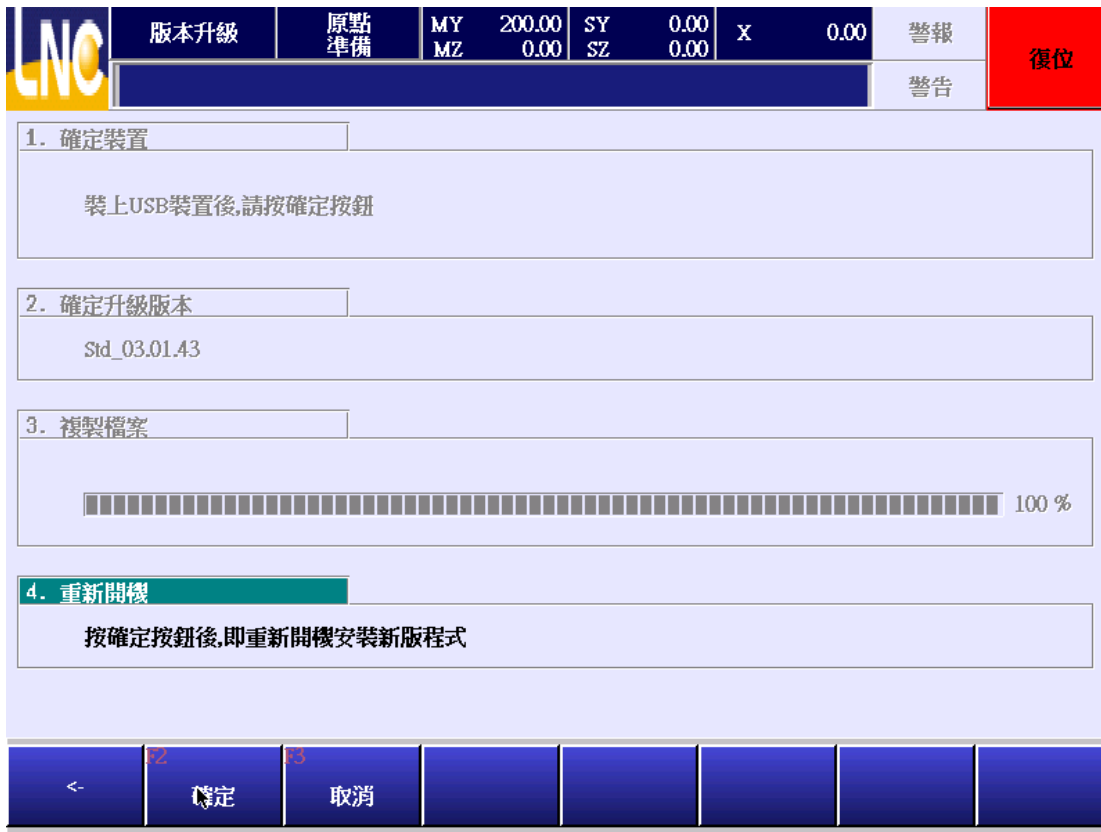 LNC
版本升級
原點
準備
MY 200.00 SY 0.00 X 0.00
MZ 0.00 SZ 0.00
警報
警告
復位
1. 確定裝置
裝上USB裝置後,請按確定按鈕
2. 確定升級版本
Std_03.01.43
3. 複製檔案
100 %
4. 重新開機
按確定按鈕後,即重新開機安裝新版程式
<-
F2
確定
F3
取消